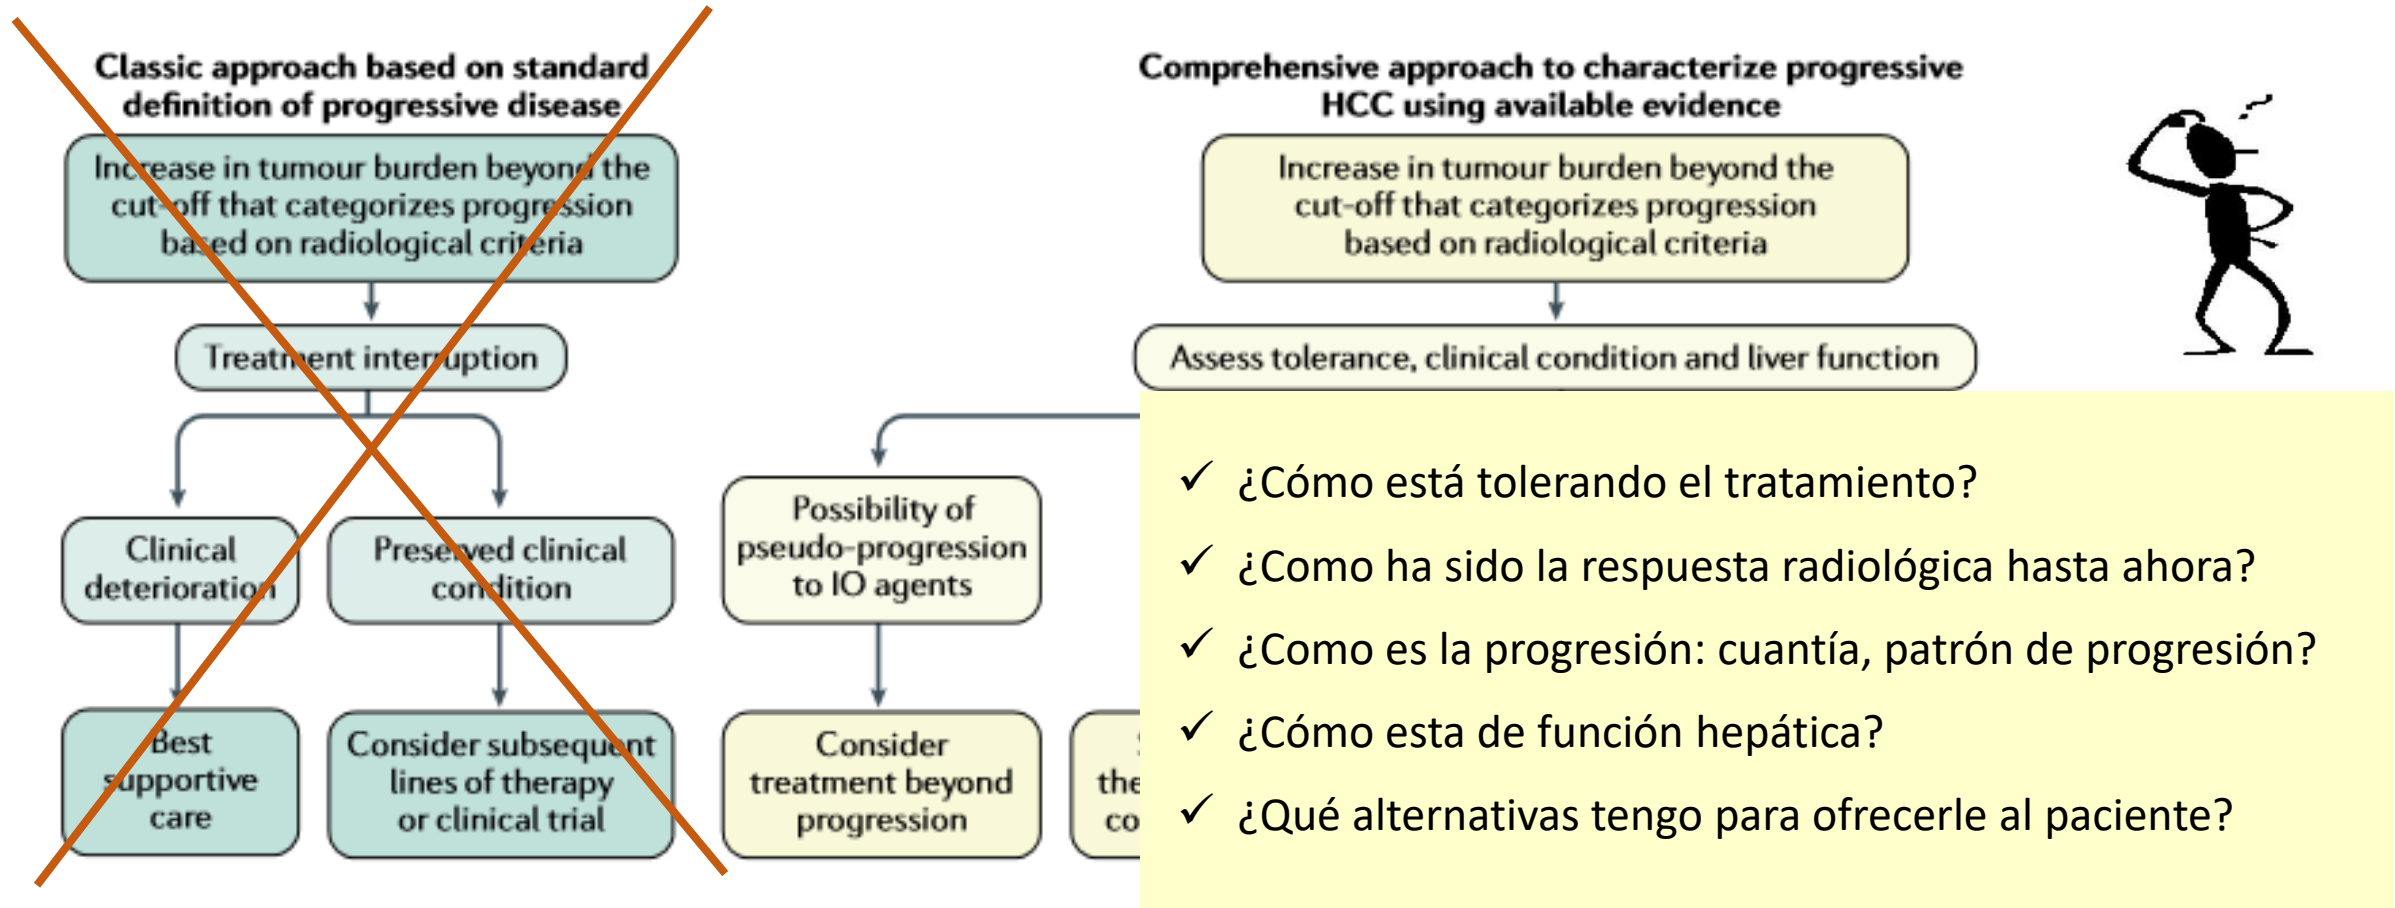 Classic approach based on standard
definition of progressive disease
Increase in tumour burden beyond the
cut-off that categorizes progression
based on radiological criteria
Treatment interruption
Clinical
deterioration
Preserved clinical
condition
Best
supportive
care
Consider subsequent
lines of therapy
or clinical trial
Comprehensive approach to characterize progressive
HCC using available evidence
Increase in tumour burden beyond the
cut-off that categorizes progression
based on radiological criteria
Assess tolerance, clinical condition and liver function
Possibility of
pseudo-progression
to IO agents
Consider
treatment beyond
progression
the
co
✓ ¿Cómo está tolerando el tratamiento?
✓ ¿Como ha sido la respuesta radiológica hasta ahora?
✓ ¿Como es la progresión: cuantía, patrón de progresión?
✓ ¿Cómo esta de función hepática?
✓ ¿Qué alternativas tengo para ofrecerle al paciente?